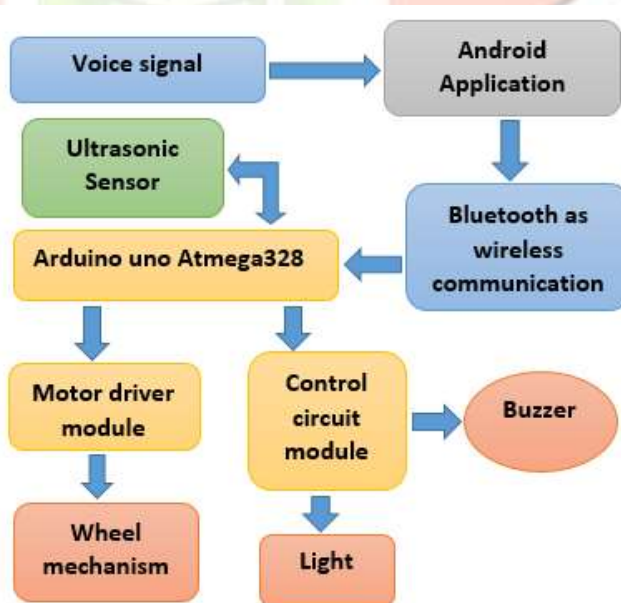 Voice signal
Android
Application
Ultrasonic
Sensor
Bluetooth as
wireless
communication
Arduino uno Atmega328
Motor driver
module
Control
circuit
module
Buzzer
Wheel
mechanism
Light